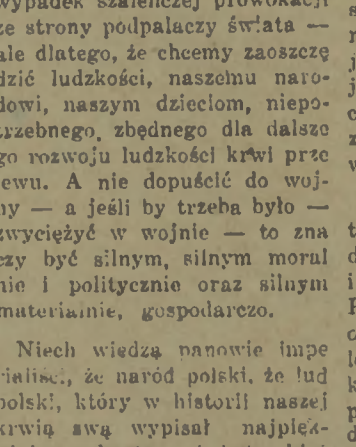 wypadek szaleńczej prowokacji
ze strony podpalaczy świata —
ale dlatego, że chcemy zaoszczę
dzić ludzkości, naszemu naro-
dowi, naszym dzieciom, niepo-
trzebnego, zbędnego dla dalsze
go rozwoju ludzkości krwi prze
lewu. A nie dopuścić do woj-
ny — a jeśli by trzeba było —
zwyciężyć w wojnie — to zna
czy być silnym, silnym moral
nie i politycznie oraz silnym
materialnie, gospodarczo.
Niech wiedzą panowie impe
rialiści, że naród polski, że lud
polski, który w historii naszej
krwią swą wypisał najpięk-